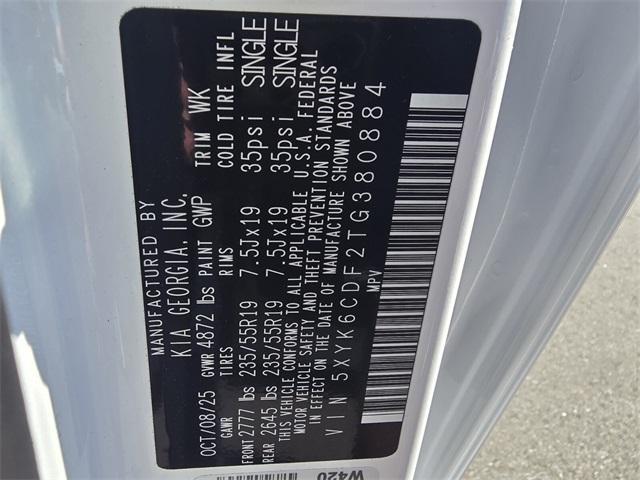 MANUFACTURED BY
KIA GEORGIA, INC.
OCT/08/25 GVWR 4872 lbs PAINT GWP TRIM WK
GAWR TIRES RIMS COLD TIRE INFL
FRONT 2777 lbs 235/55R19 7.5Jx19 35psi SINGLE
REAR 2645 lbs 235/55R19 7.5Jx19 35psi SINGLE
THIS VEHICLE CONFORMS TO ALL APPLICABLE U.S.A. FEDERAL
MOTOR VEHICLE SAFETY AND THEFT PREVENTION STANDARDS
IN EFFECT ON THE DATE OF MANUFACTURE SHOWN ABOVE
VIN 5XYK6CDF2TG380884
MPV
W420